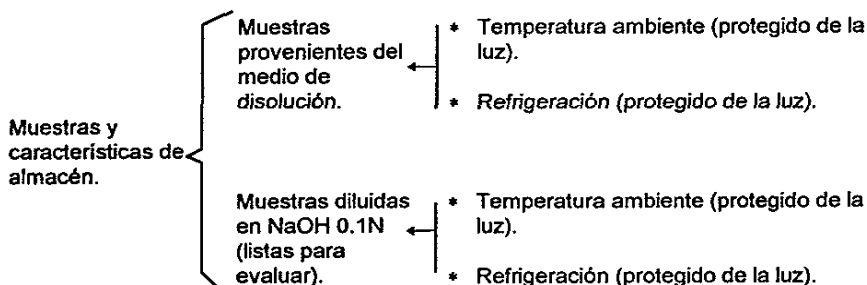 Muestras y
características de
almacén.
Muestras
provenientes del
medio de
disolución.
* Temperatura ambiente (protegido de la
luz).
* Refrigeración (protegido de la luz).
Muestras diluidas
en NaOH 0.1N
(listas para
evaluar).
* Temperatura ambiente (protegido de la
luz).
* Refrigeración (protegido de la luz).